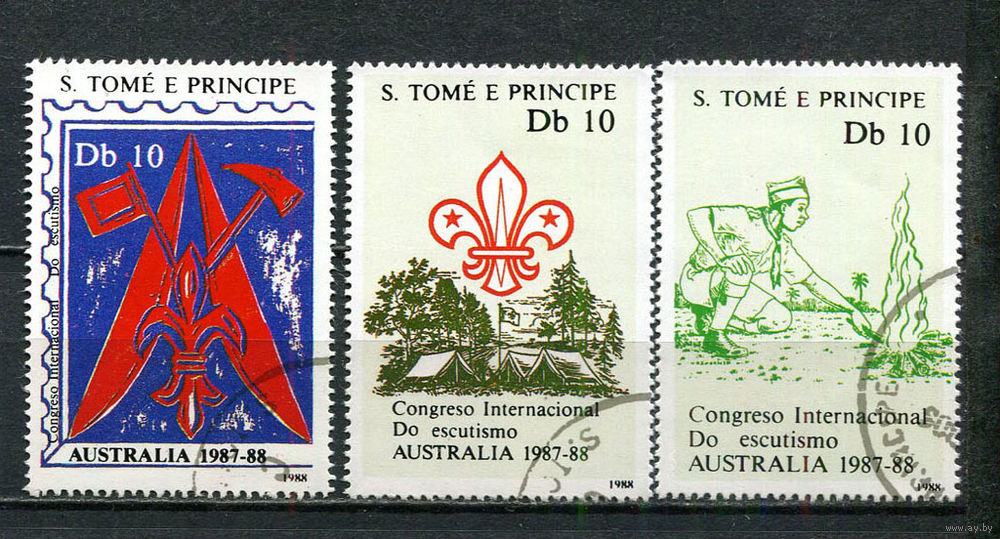 S. TOMÉ E PRINCIPE
Db 10
Congreso Internacional Do escutismo
AUSTRALIA 1987-88
1988
S. TOMÉ E PRINCIPE
Db 10
Congreso Internacional
Do escutismo
AUSTRALIA 1987-88
1988
S. TOMÉ E PRINCIPE
Db 10
Congreso Internacional
Do escutismo
AUSTRALIA 1987-88
1988
www.ay.by